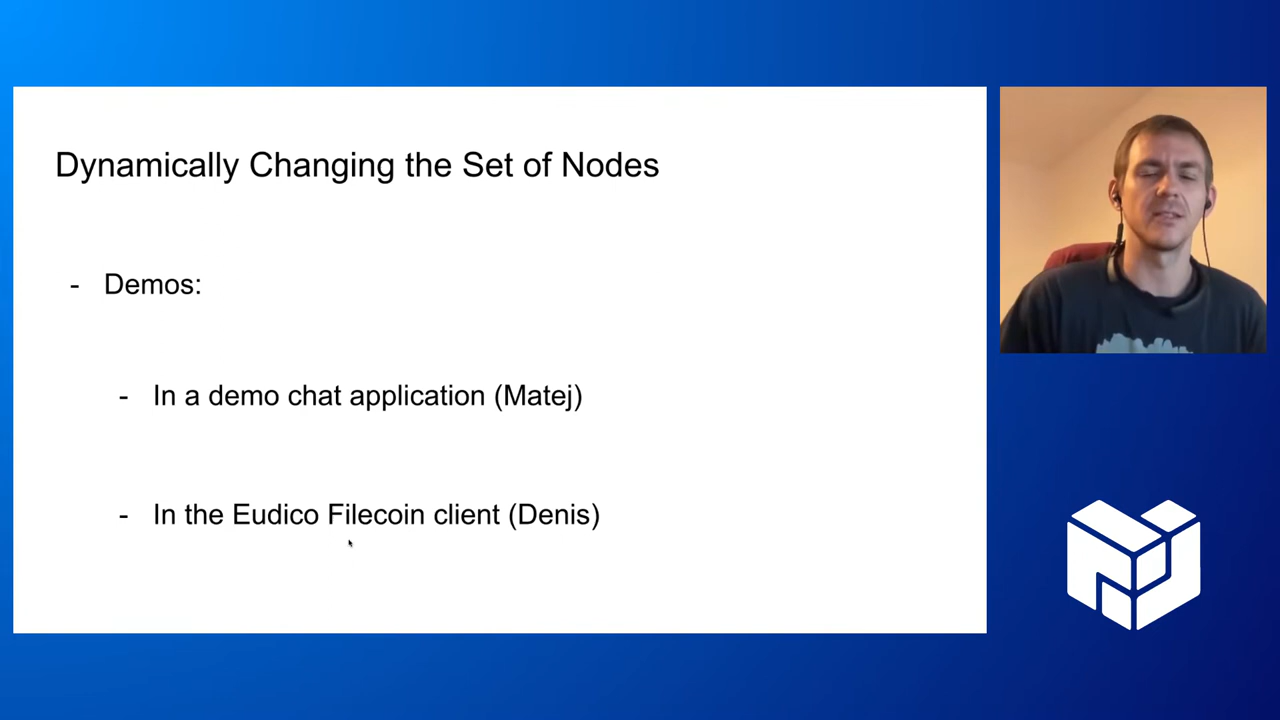 Dynamically Changing the Set of Nodes
- Demos:
- In a demo chat application (Matej)
- In the Eudico Filecoin client (Denis)